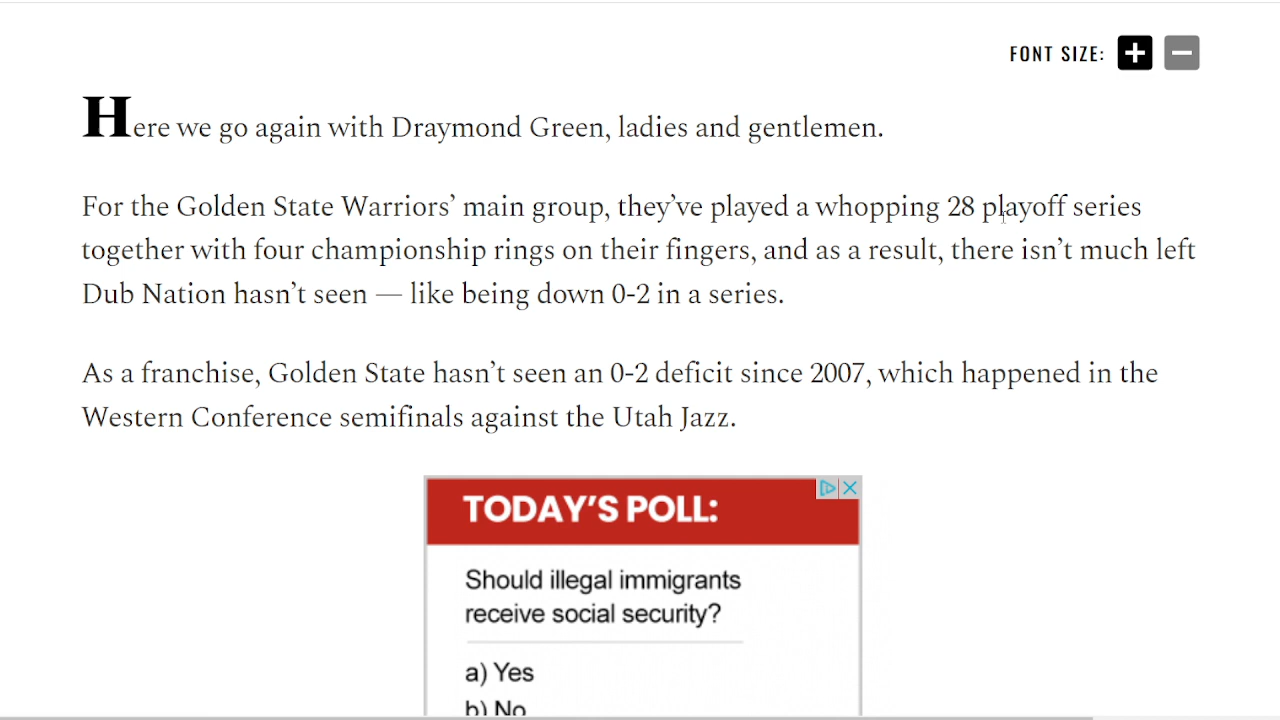 FONT SIZE:
Here we go again with Draymond Green, ladies and gentlemen.
For the Golden State Warriors’ main group, they’ve played a whopping 28 playoff series
together with four championship rings on their fingers, and as a result, there isn’t much left
Dub Nation hasn’t seen — like being down 0-2 in a series.
As a franchise, Golden State hasn’t seen an 0-2 deficit since 2007, which happened in the
Western Conference semifinals against the Utah Jazz.
TODAY’S POLL:
Should illegal immigrants
receive social security?
a) Yes
b) No